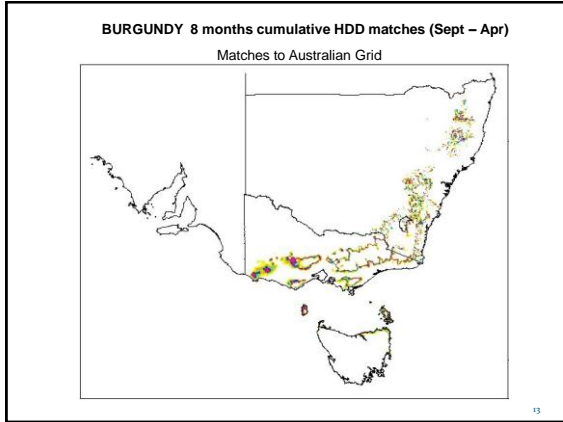 BURGUNDY 8 months cumulative HDD matches (Sept – Apr)
Matches to Australian Grid
13